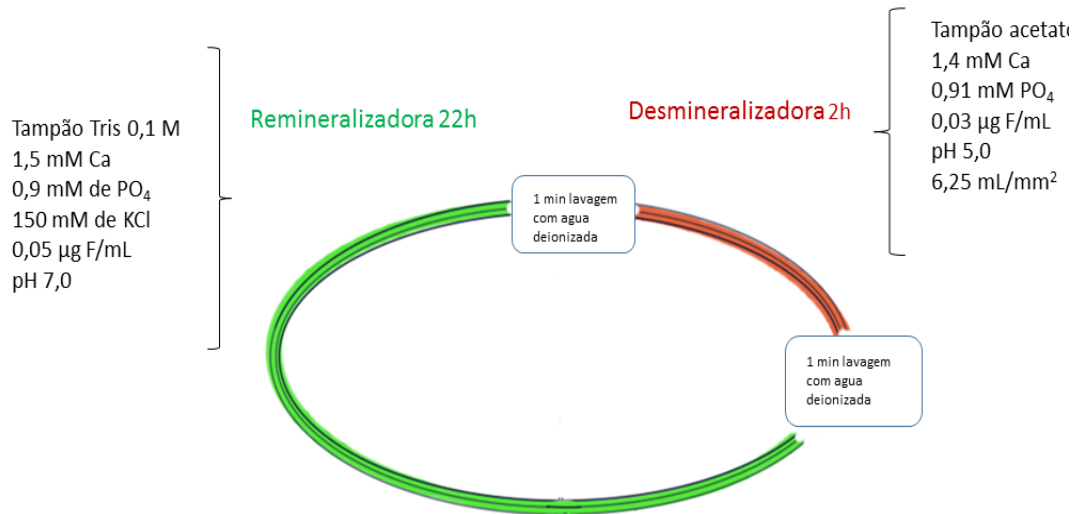 Tampão Tris 0,1 M
1,5 mM Ca
0,9 mM de PO₄
150 mM de KCl
0,05 µg F/mL
pH 7,0
Remineralizadora 22h
1 min lavagem
com agua
deionizada
Desmineralizadora 2h
Tampão acetato
1,4 mM Ca
0,91 mM PO₄
0,03 µg F/mL
pH 5,0
6,25 mL/mm²
1 min lavagem
com agua
deionizada